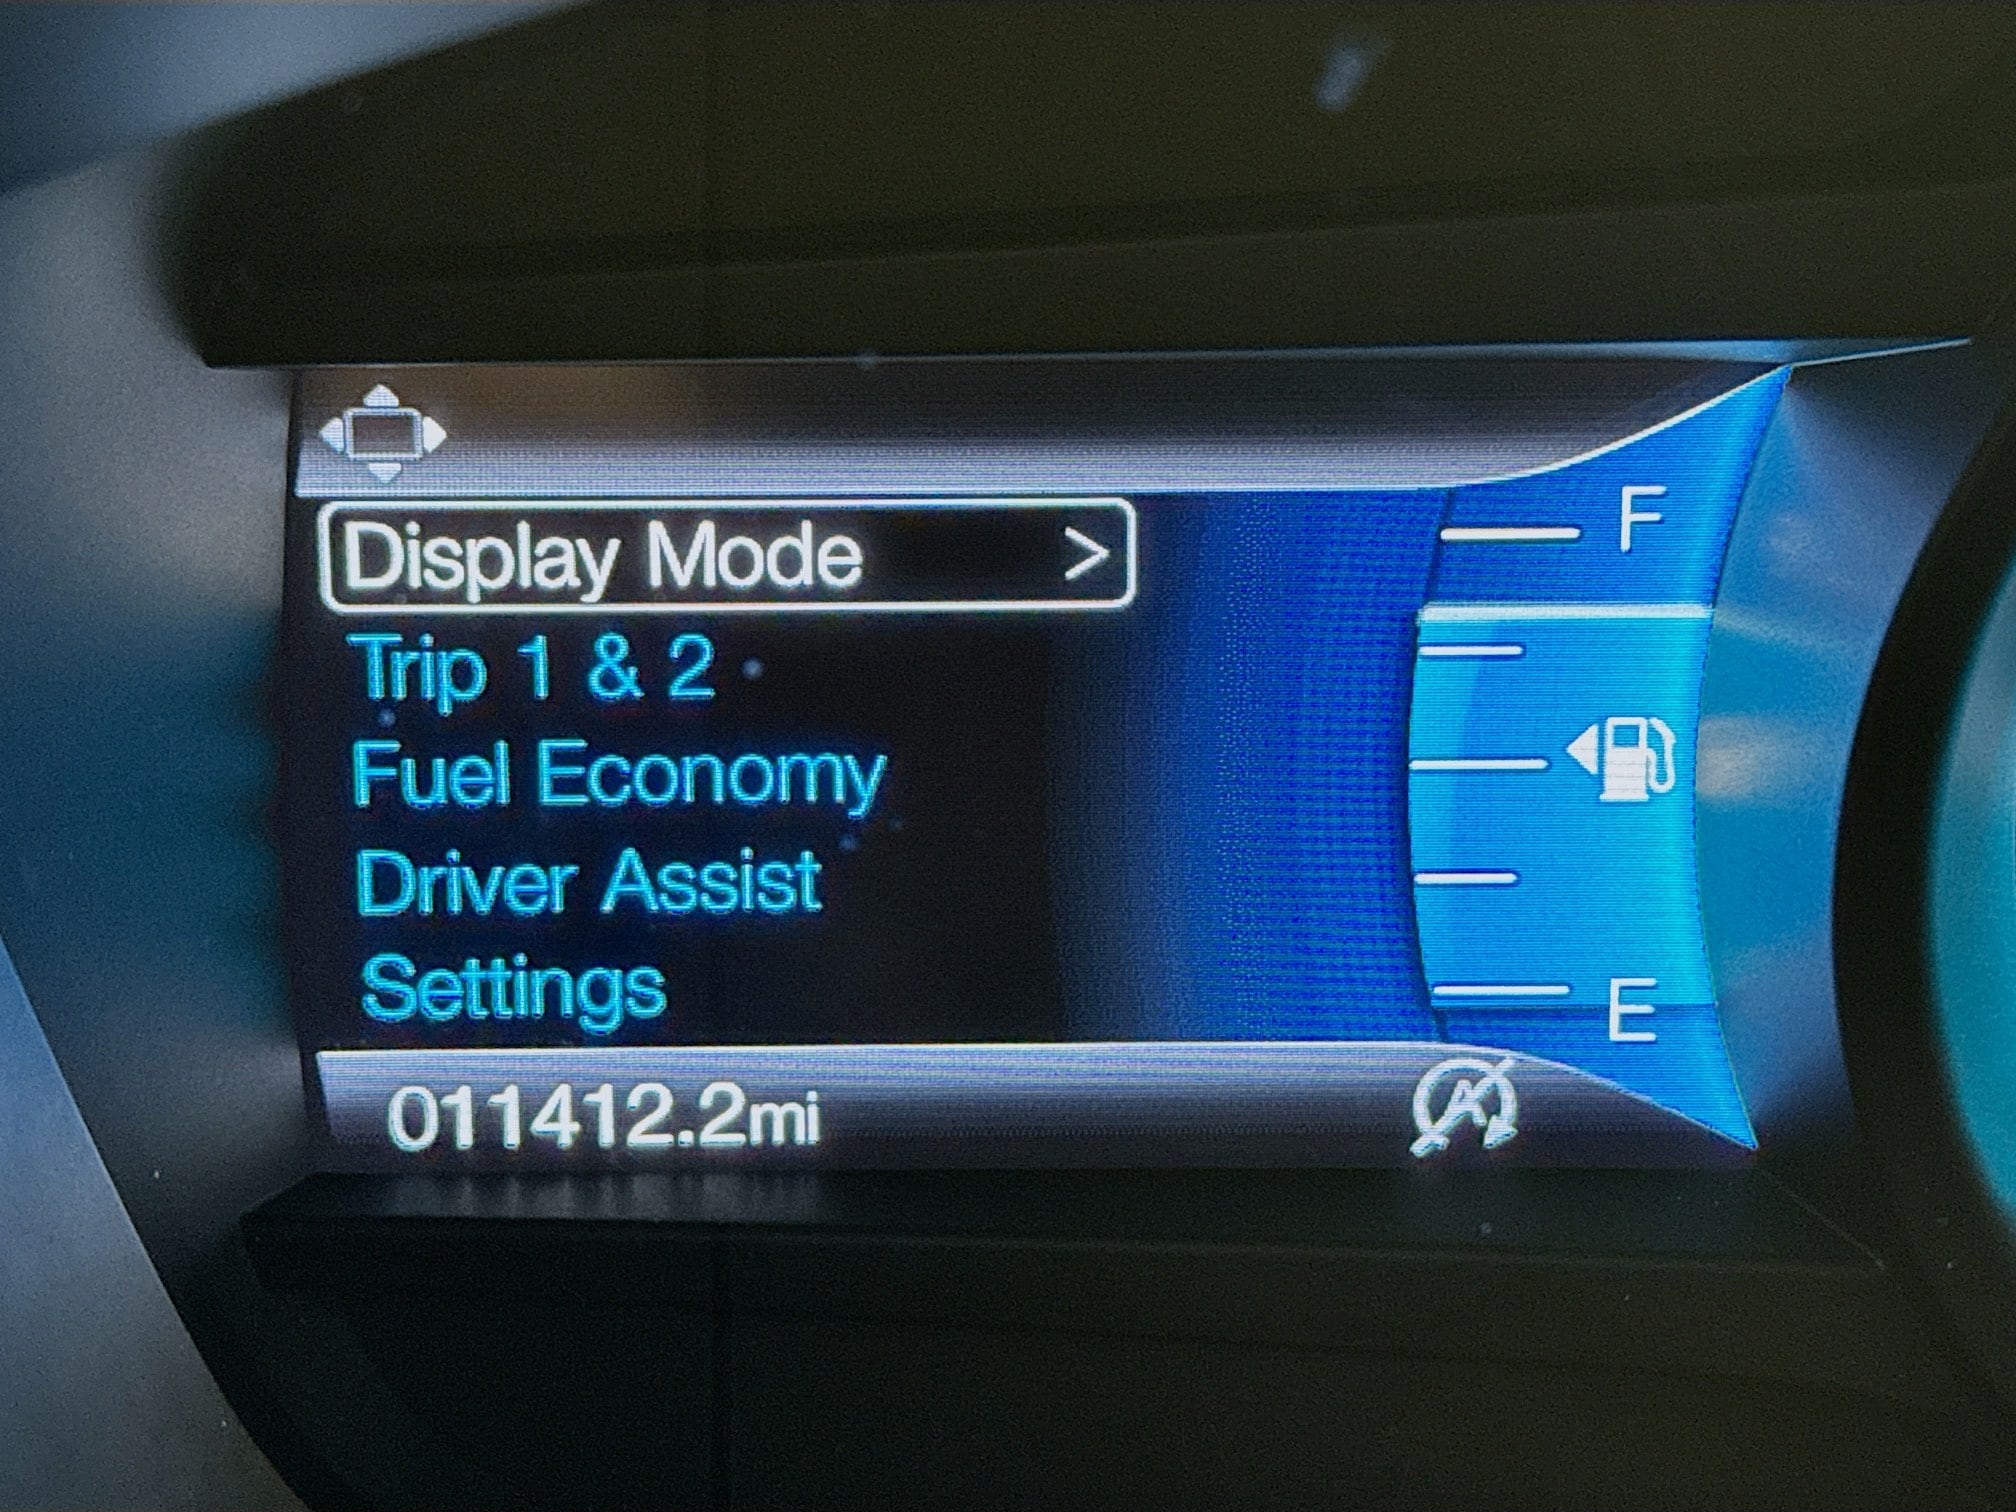 Display Mode >
Trip 1 & 2
Fuel Economy
Driver Assist
Settings
011412.2mi
F
E
A